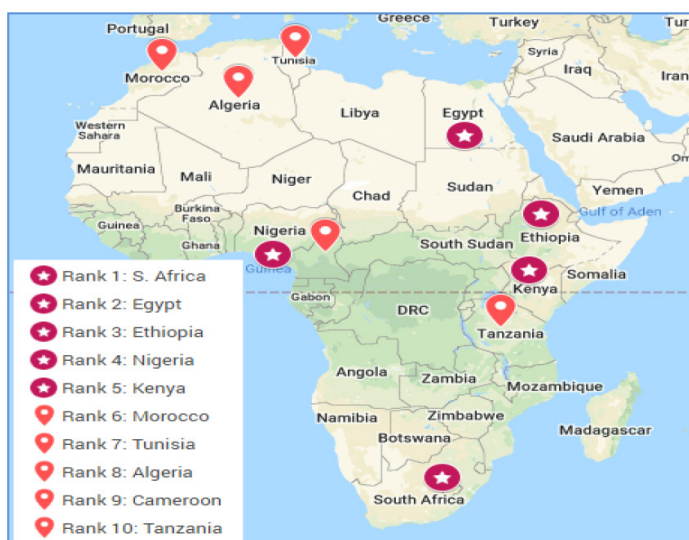 Portugal
Greece
Turkey
Tur
Morocco
Tunisia
Syria
Iraq
Iran
Algeria
Libya
Egypt
Western
Sahara
Saudi Arabia
Om
Mauritania
Mali
Niger
Chad
Sudan
Yemen
Gulf of Aden
Burkina
Faso
Guinea
Ghana
Nigeria
South Sudan
Ethiopia
Guinea
Somalia
Kenya
Gabon
DRC
Tanzania
Angola
Zambia
Mozambique
Namibia
Zimbabwe
Botswana
Madagascar
South Africa
Rank 1: S. Africa
Rank 2: Egypt
Rank 3: Ethiopia
Rank 4: Nigeria
Rank 5: Kenya
Rank 6: Morocco
Rank 7: Tunisia
Rank 8: Algeria
Rank 9: Cameroon
Rank 10: Tanzania